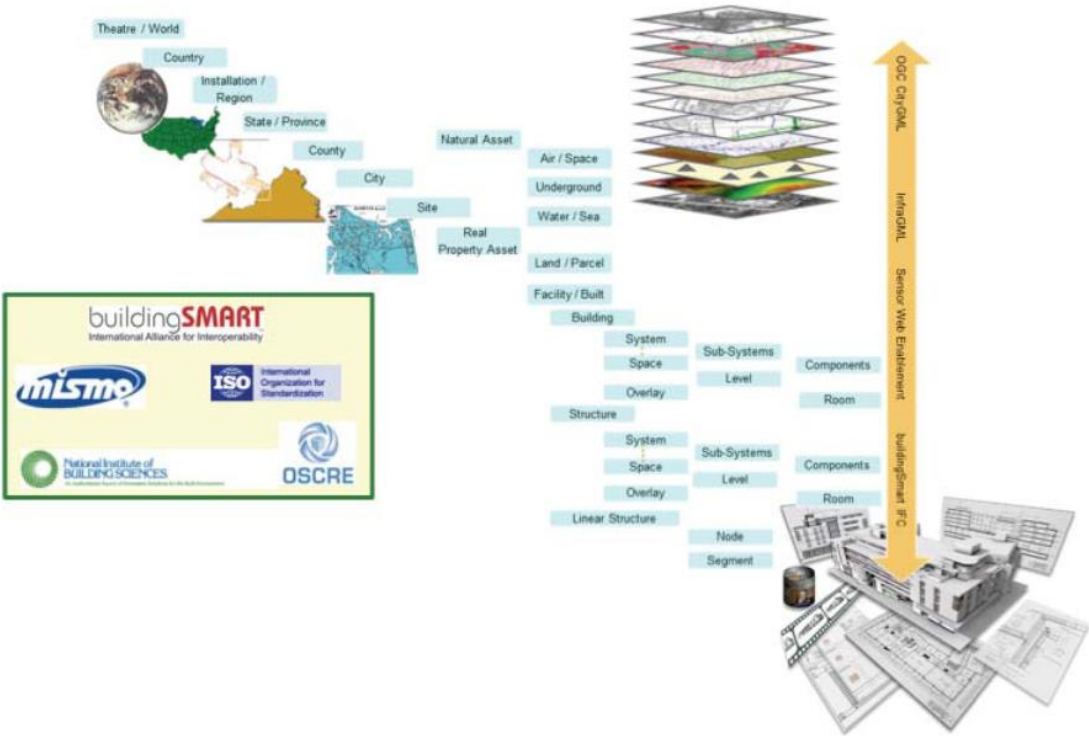 Theatre / World
Country
Installation /
Region
State / Province
County
City
Site
Natural Asset
Real
Property Asset
Air / Space
Underground
Water / Sea
Land / Parcel
Facility / Built
Building
System
Space
Overlay
Sub-Systems
Level
Components
Room
Structure
System
Space
Overlay
Sub-Systems
Level
Components
Room
Linear Structure
Node
Segment
OGC CityGML
InfraGML
Sensor Web Enablement
buildingSmart IFC
buildingSMART
International Alliance for Interoperability
mismo
ISO
International
Organization for
Standardization
National Institute of
BUILDING SCIENCES
OSCRE